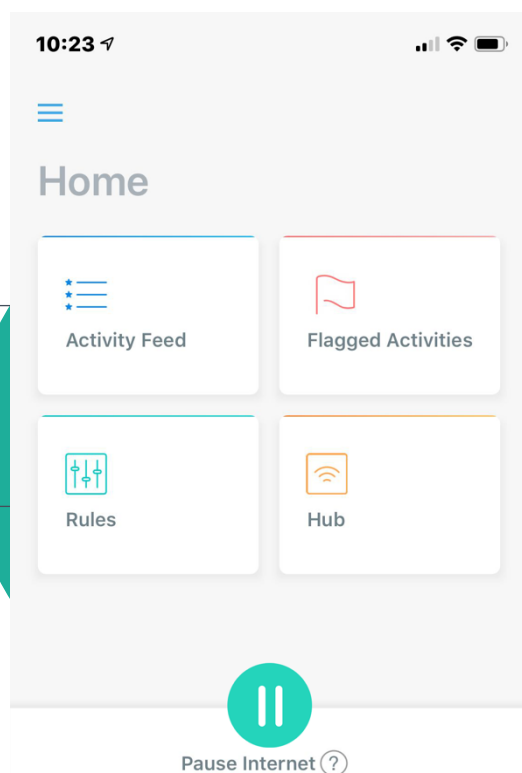 10:23
Home
Activity Feed
Flagged Activities
Rules
Hub
Pause Internet ?